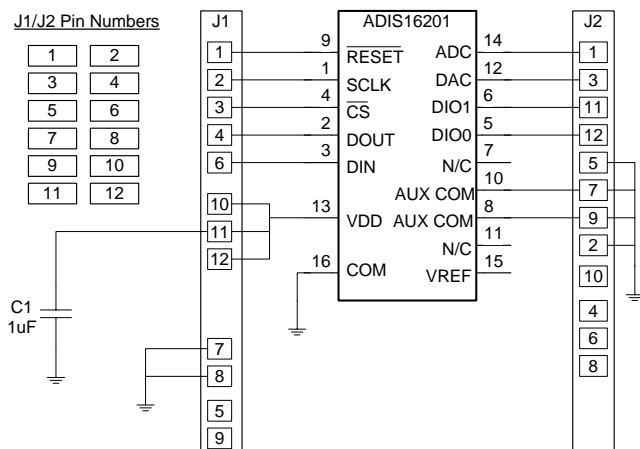 J1/J2 Pin Numbers
1 2
3 4
5 6
7 8
9 10
11 12
C1
1uF
J1
1
2
3
4
6
10
11
12
7
8
5
9
ADIS16201
9 RESET
1 SCLK
4 CS
2 DOUT
3 DIN
13 VDD
16 COM
ADC 14
DAC 12
DIO1 6
DIO0 5
N/C 7
AUX COM 10
AUX COM 8
N/C 11
VREF 15
J2
1
3
11
12
5
7
9
2
10
4
6
8